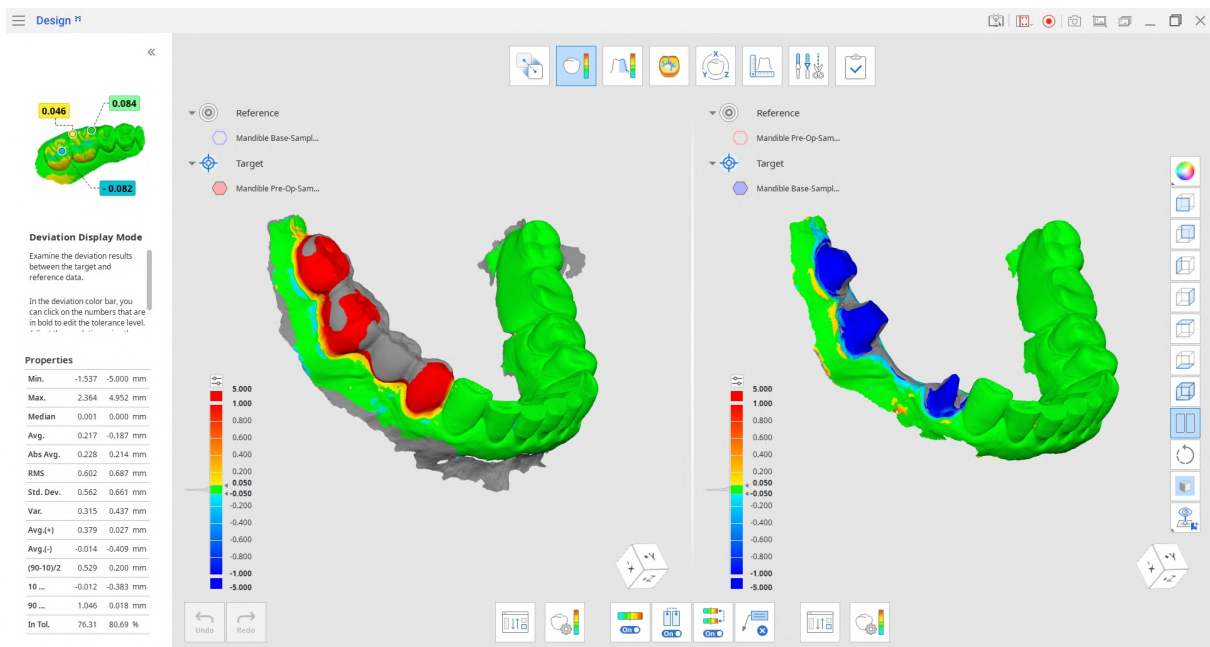 Design
0.046
0.084
- 0.082
Deviation Display Mode
Examine the deviation results
between the target and
reference data.
In the deviation color bar, you
can click on the numbers that are
in bold to edit the tolerance level.
Properties
Min. -1.537 -5.000 mm
Max. 2.364 4.952 mm
Median 0.001 0.000 mm
Avg. 0.217 -0.187 mm
Abs Avg. 0.228 0.214 mm
RMS 0.602 0.687 mm
Std. Dev. 0.562 0.661 mm
Var. 0.315 0.437 mm
Avg.(+) 0.379 0.027 mm
Avg.(-) -0.014 -0.409 mm
(90-10)/2 0.529 0.200 mm
10 ... -0.012 -0.383 mm
90 ... 1.046 0.018 mm
In Tol. 76.31 80.69 %
Reference
Mandible Base-Sampl...
Target
Mandible Pre-Op-Sam...
5.000
1.000
0.800
0.600
0.400
0.200
0.050
-0.050
-0.200
-0.400
-0.600
-0.800
-1.000
-5.000
Reference
Mandible Pre-Op-Sam...
Target
Mandible Base-Sampl...
5.000
1.000
0.800
0.600
0.400
0.200
0.050
-0.050
-0.200
-0.400
-0.600
-0.800
-1.000
-5.000
X
Y Z
Undo
Redo
On
On
On